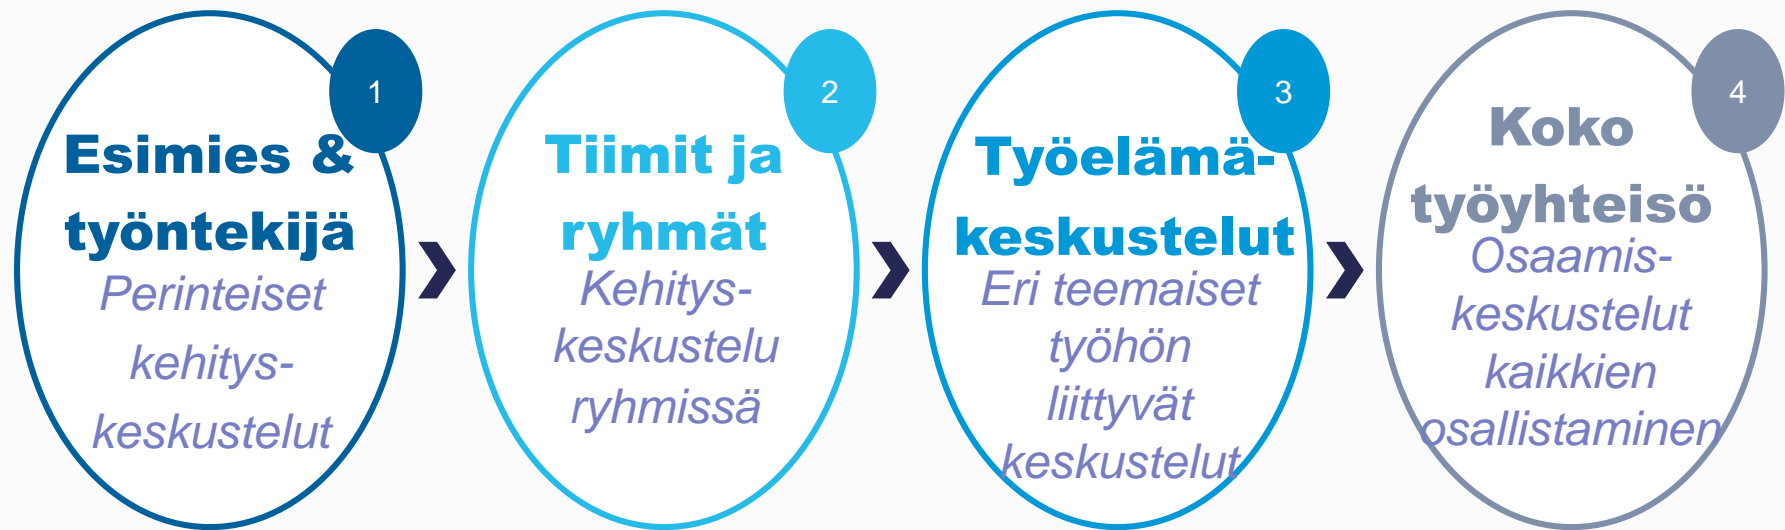 1
Esimies &
työntekijä
Perinteiset
kehitys-
keskustelut
2
Tiimit ja
ryhmät
Kehitys-
keskustelu
ryhmissä
3
Työelämä-
keskustelut
Eri teemaiset
työhön
liittyvät
keskustelut
4
Koko
työyhteisö
Osaamis-
keskustelut
kaikkien
osallistaminen